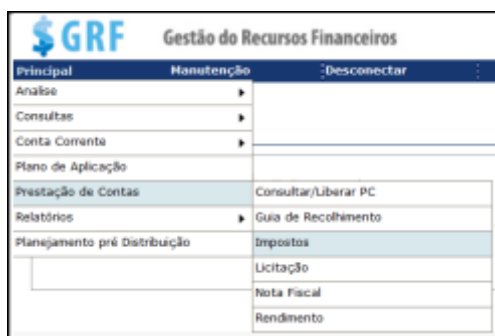 $GRF Gestão do Recursos Financeiros
Principal Manutenção Desconectar
Analise
Consultas
Conta Corrente
Plano de Aplicação
Prestação de Contas Consultar/Liberar PC
Relatórios Guia de Recolhimento
Planejamento pré Distribuição Impostos
Licitação
Nota Fiscal
Rendimento